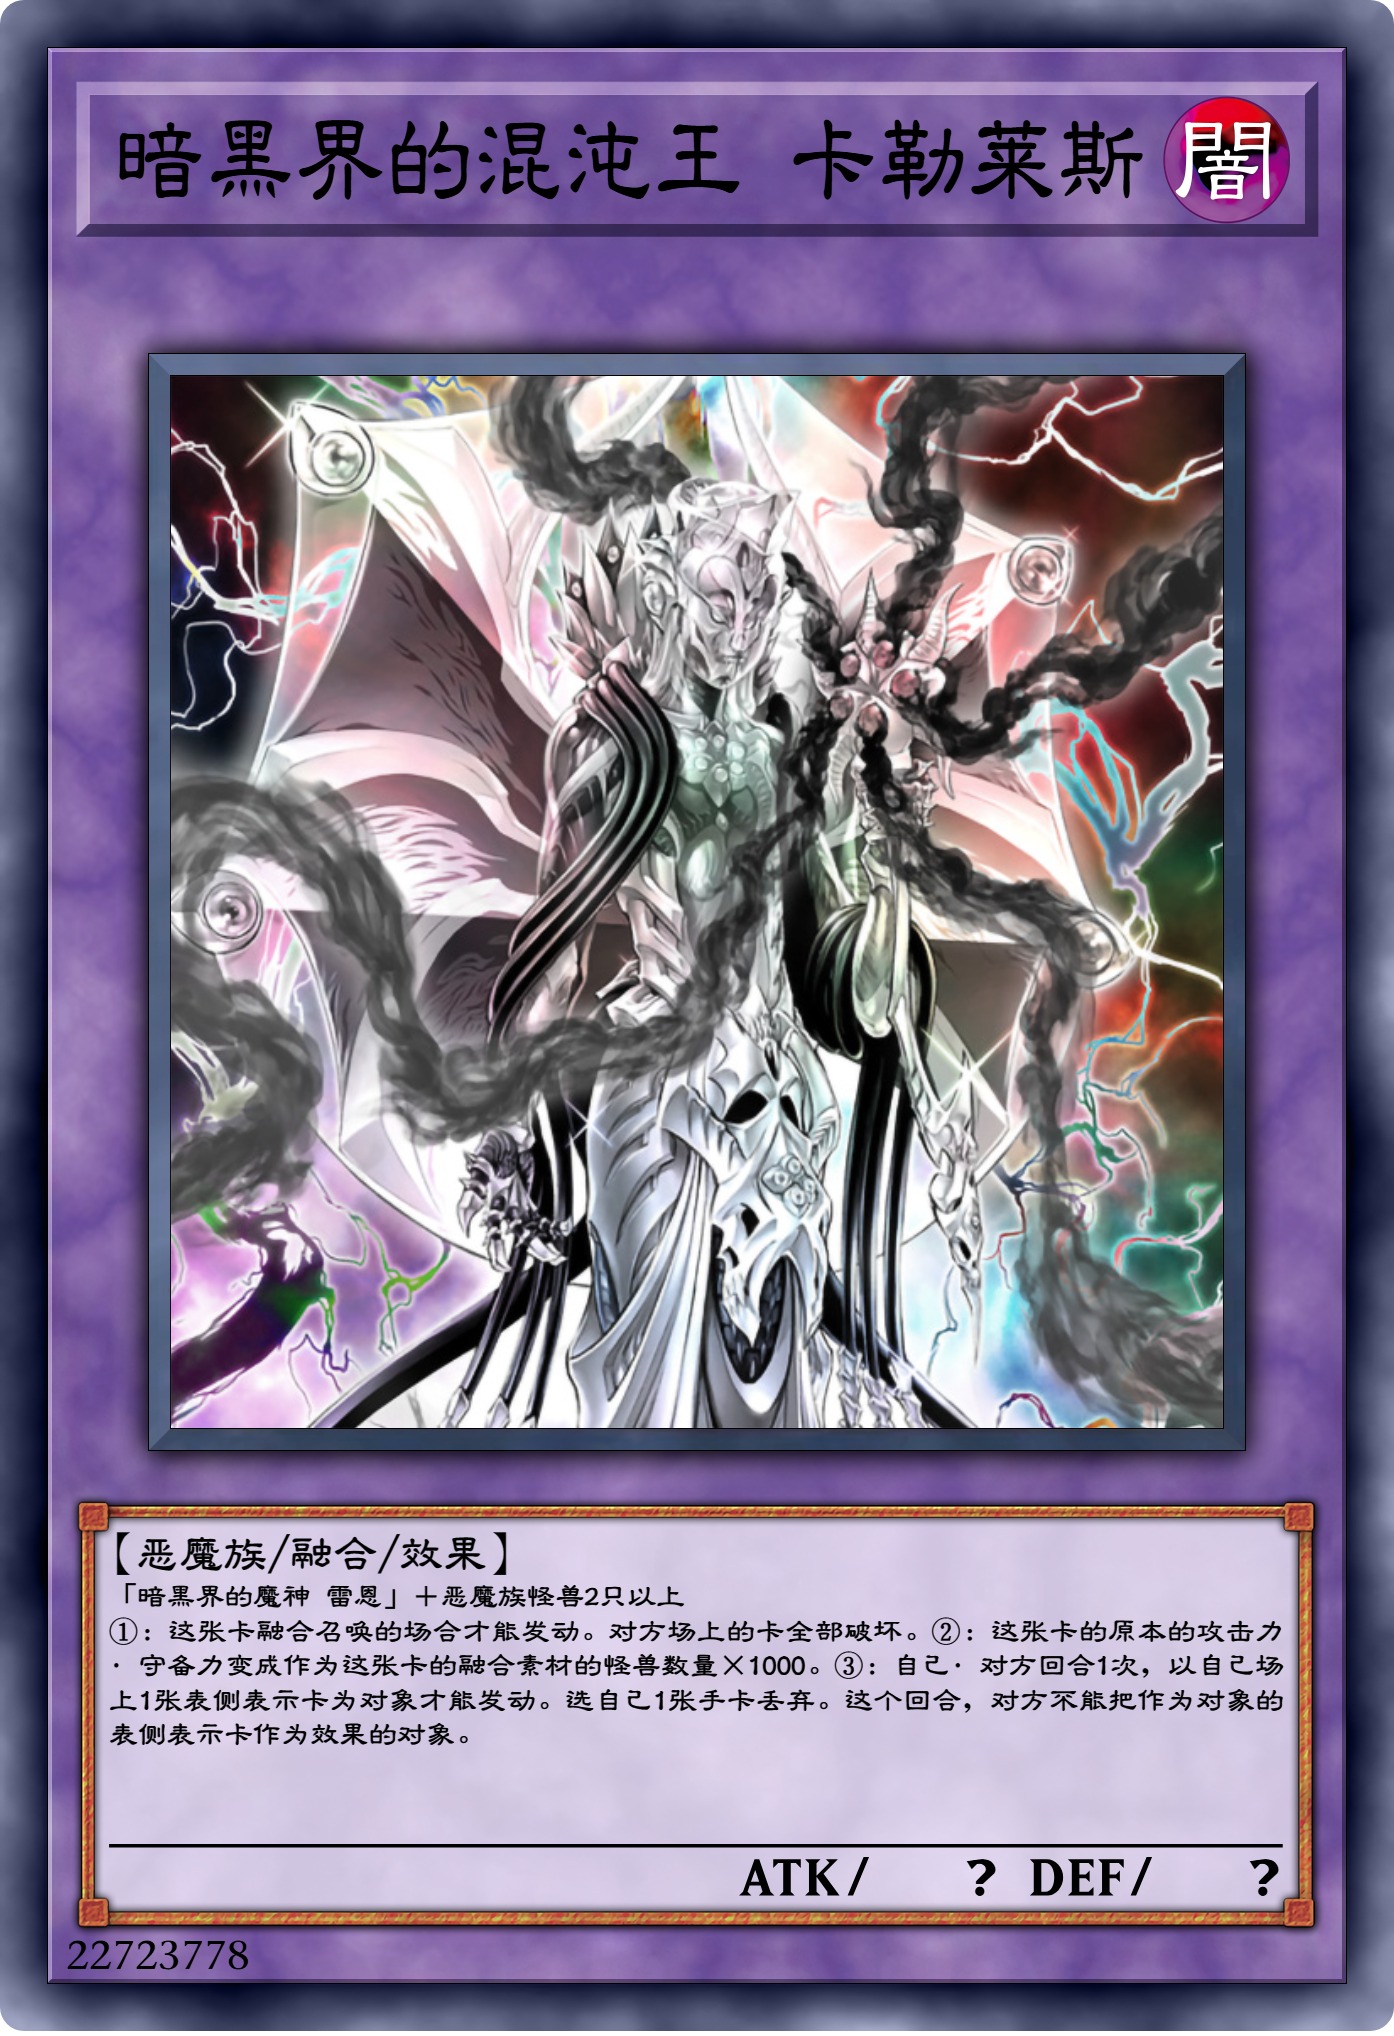 暗黑界的混沌王 卡勒莱斯 闇
【恶魔族/融合/效果】
「暗黑界的魔神 雷恩」＋恶魔族怪兽2只以上
①：这张卡融合召唤的场合才能发动。对方场上的卡全部破坏。②：这张卡的原本的攻击力
·守备力变成作为这张卡的融合素材的怪兽数量×1000。③：自己·对方回合1次，以自己场
上1张表侧表示卡为对象才能发动。选自己1张手卡丢弃。这个回合，对方不能把作为对象的
表侧表示卡作为效果的对象。
ATK/ ? DEF/ ?
22723778